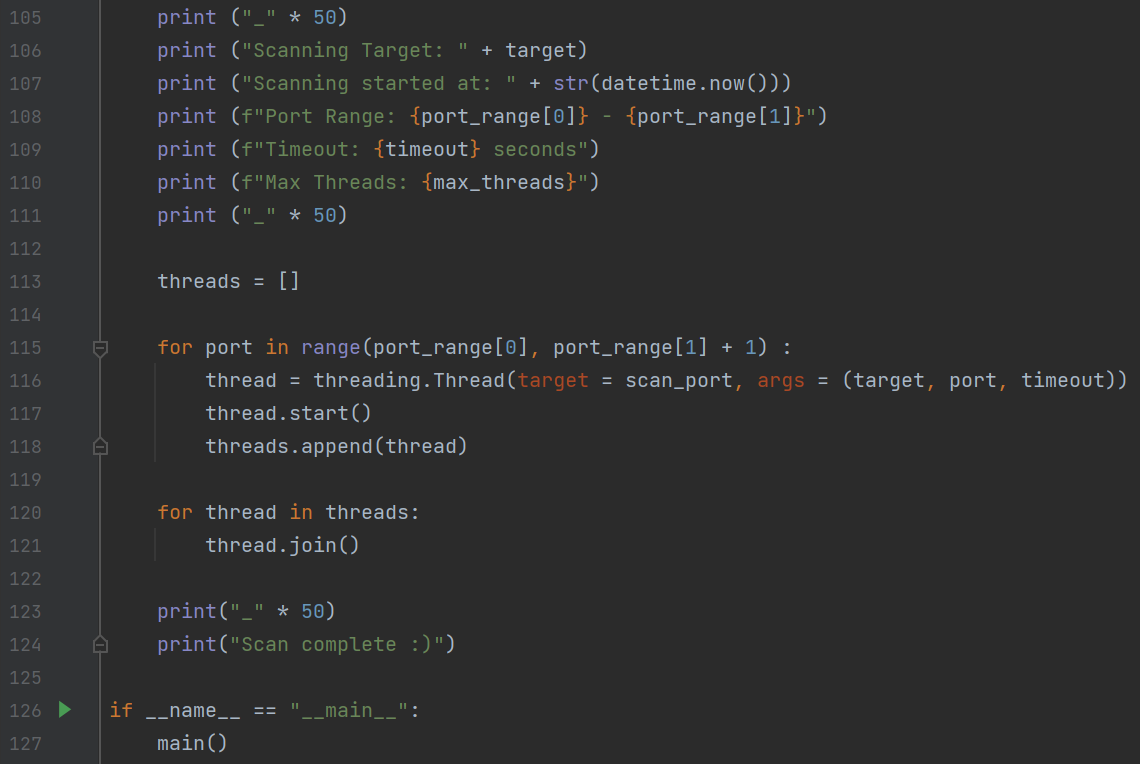 105 print ("_" * 50)
106 print ("Scanning Target: " + target)
107 print ("Scanning started at: " + str(datetime.now()))
108 print (f"Port Range: {port_range[0]} - {port_range[1]}")
109 print (f"Timeout: {timeout} seconds")
110 print (f"Max Threads: {max_threads}")
111 print ("_" * 50)
112
113 threads = []
114
115 for port in range(port_range[0], port_range[1] + 1) :
116 thread = threading.Thread(target = scan_port, args = (target, port, timeout))
117 thread.start()
118 threads.append(thread)
119
120 for thread in threads:
121 thread.join()
122
123 print("_" * 50)
124 print("Scan complete :)")
125
126 if __name__ == "__main__":
127 main()